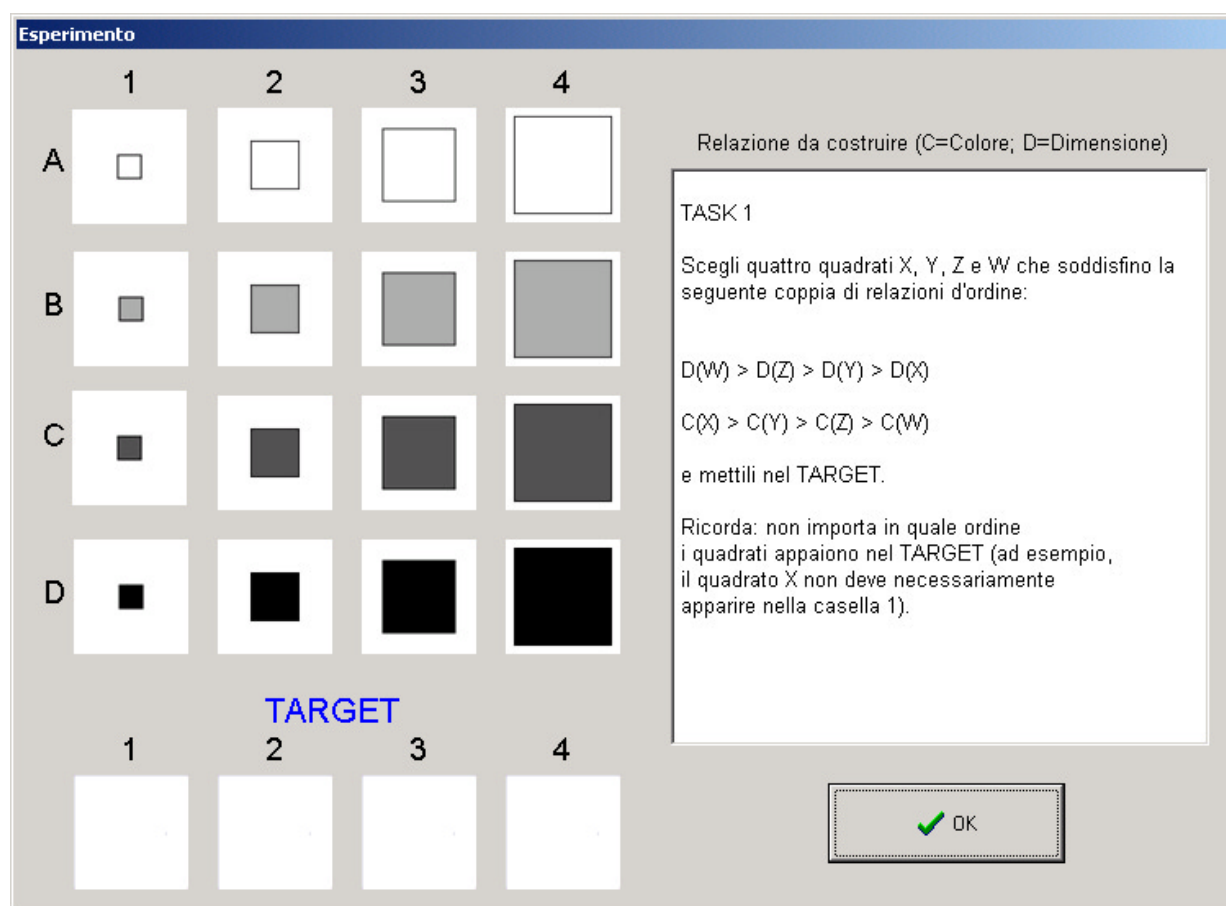 Esperimento
1 2 3 4
A
B
C
D
TARGET
1 2 3 4
Relazione da costruire (C=Colore; D=Dimensione)
TASK 1
Scegli quattro quadrati X, Y, Z e W che soddisfino la
seguente coppia di relazioni d'ordine:
D(W) > D(Z) > D(Y) > D(X)
C(X) > C(Y) > C(Z) > C(W)
e mettili nel TARGET.
Ricorda: non importa in quale ordine
i quadrati appaiono nel TARGET (ad esempio,
il quadrato X non deve necessariamente
apparire nella casella 1).
OK